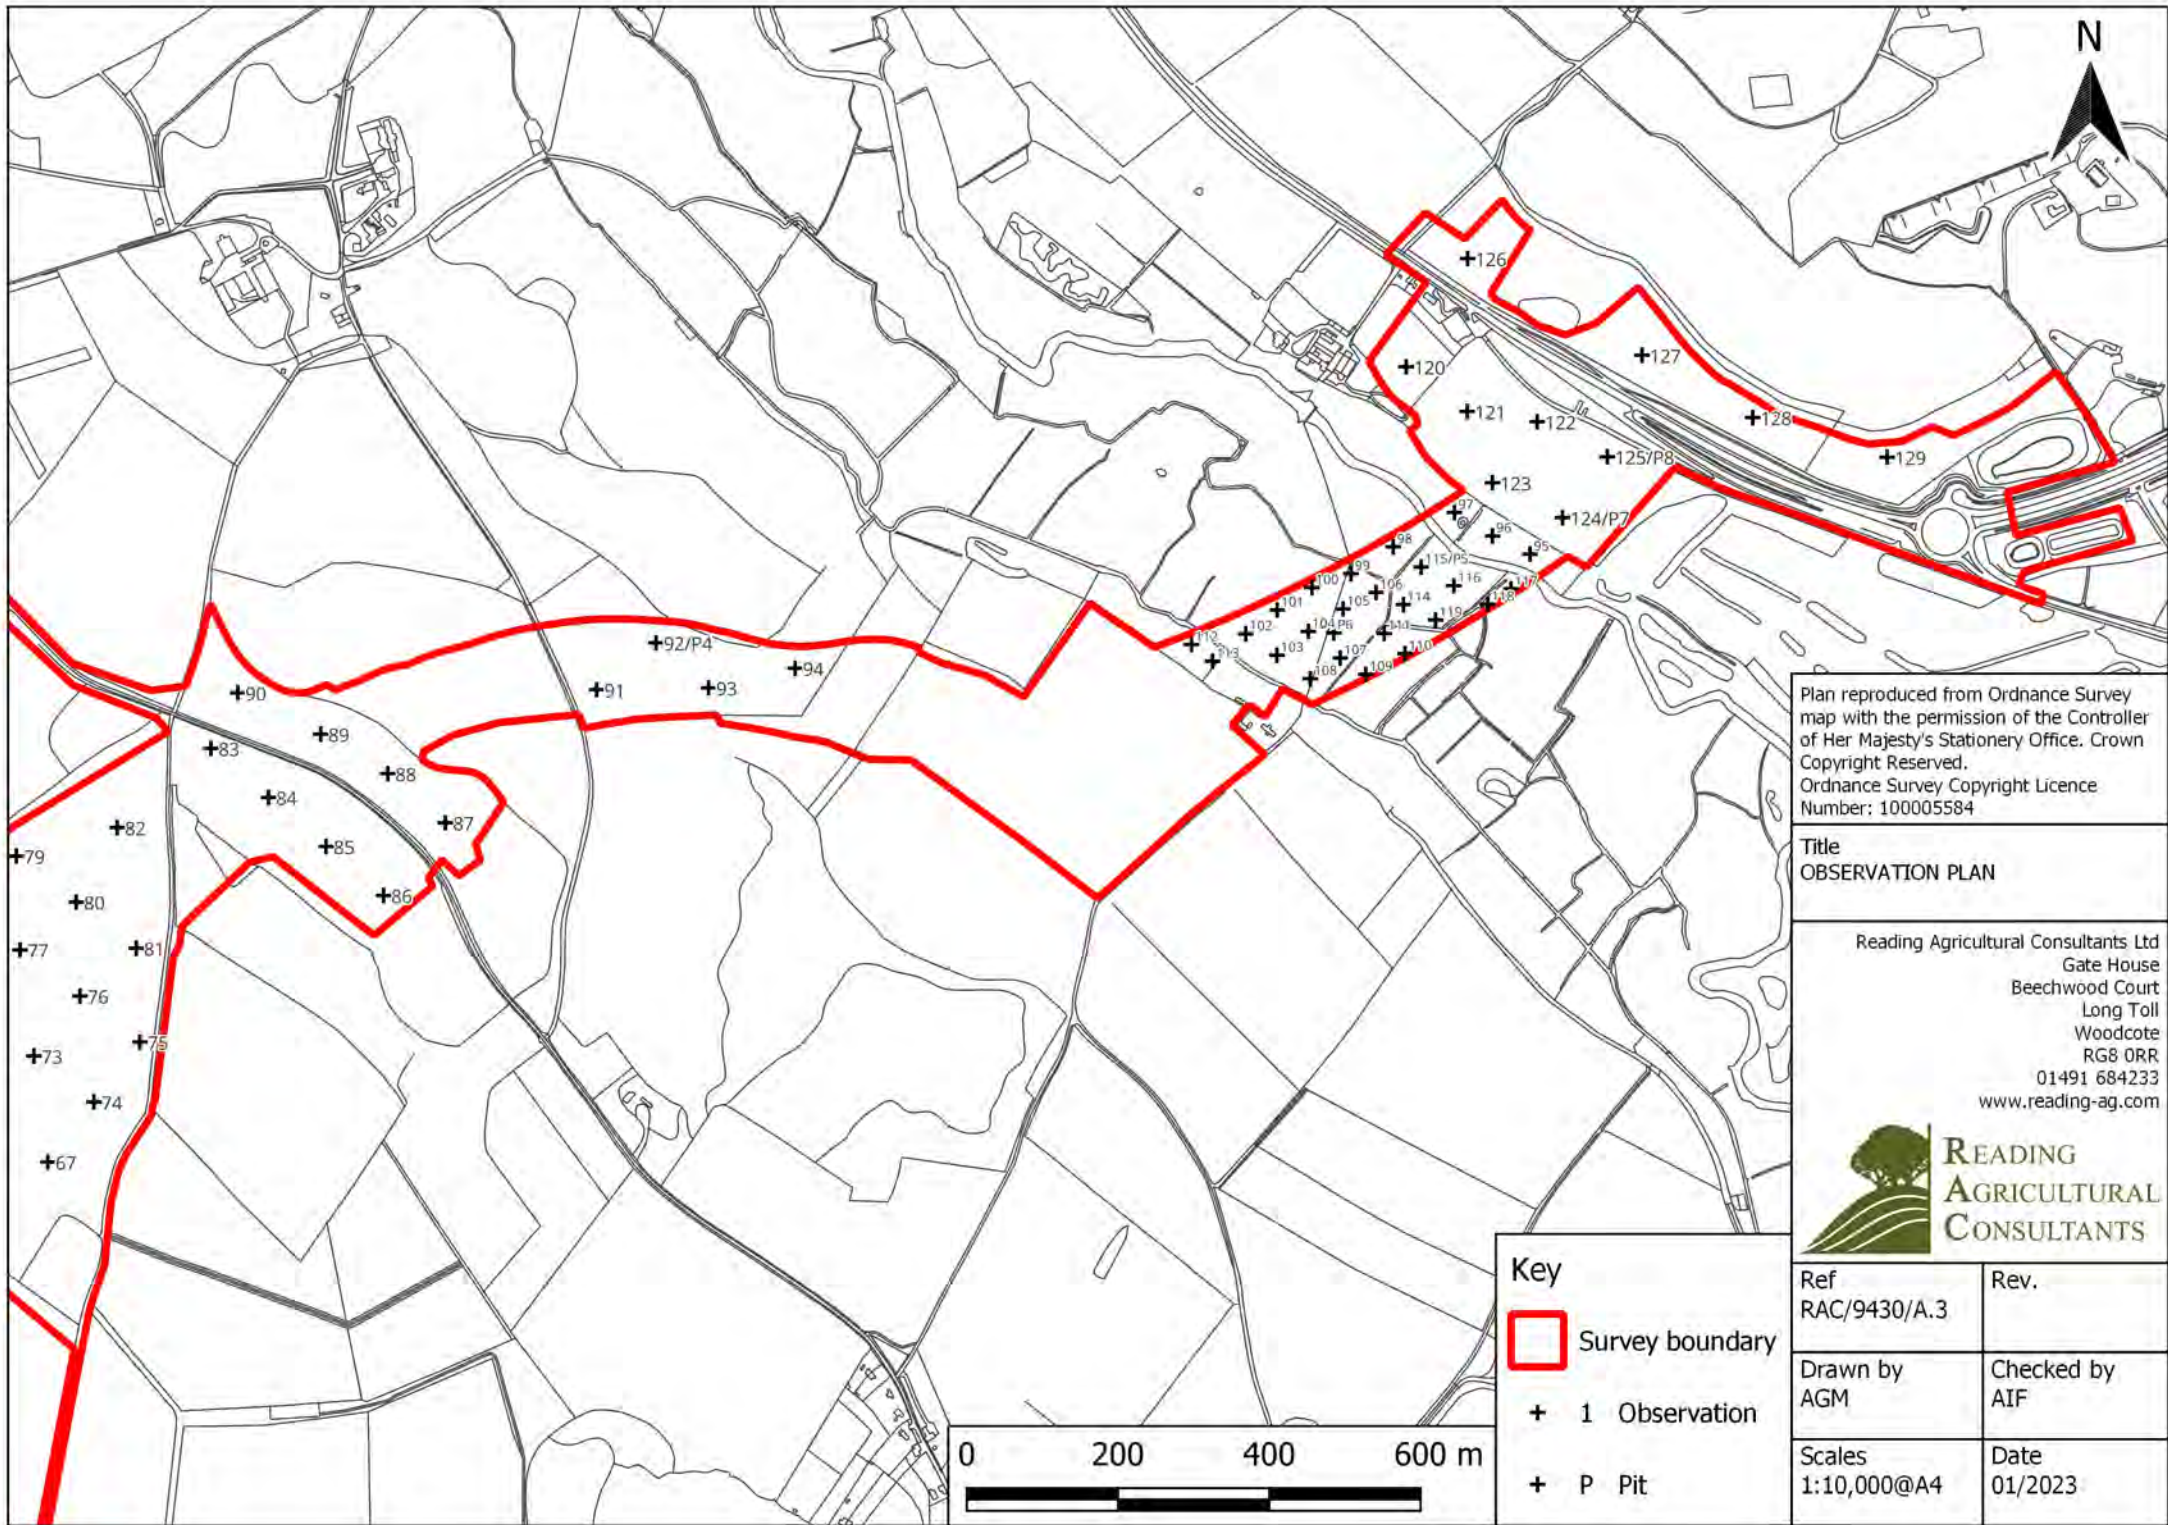 N
+126
+127
+120
+128
+121
+122
+125/P8
+129
+123
97
+124/P7
96
98
95
115/P5
99
100
116
117
106
101
105
114
118
119
102
104
P6
111
112
92/P4
103
107
110
113
+94
108
109
+90
+91
+93
+89
+83
+88
+84
+87
+82
+85
+79
+86
+80
+77
+81
+76
+75
+73
+74
+67
Plan reproduced from Ordnance Survey
map with the permission of the Controller
of Her Majesty's Stationery Office. Crown
Copyright Reserved.
Ordnance Survey Copyright Licence
Number: 100005584
Title
OBSERVATION PLAN
Reading Agricultural Consultants Ltd
Gate House
Beechwood Court
Long Toll
Woodcote
RG8 0RR
01491 684233
www.reading-ag.com
READING
AGRICULTURAL
CONSULTANTS
Key
Survey boundary
+ 1 Observation
+ P Pit
0 200 400 600 m
Ref
RAC/9430/A.3
Rev.
Drawn by
AGM
Checked by
AIF
Scales
1:10,000@A4
Date
01/2023